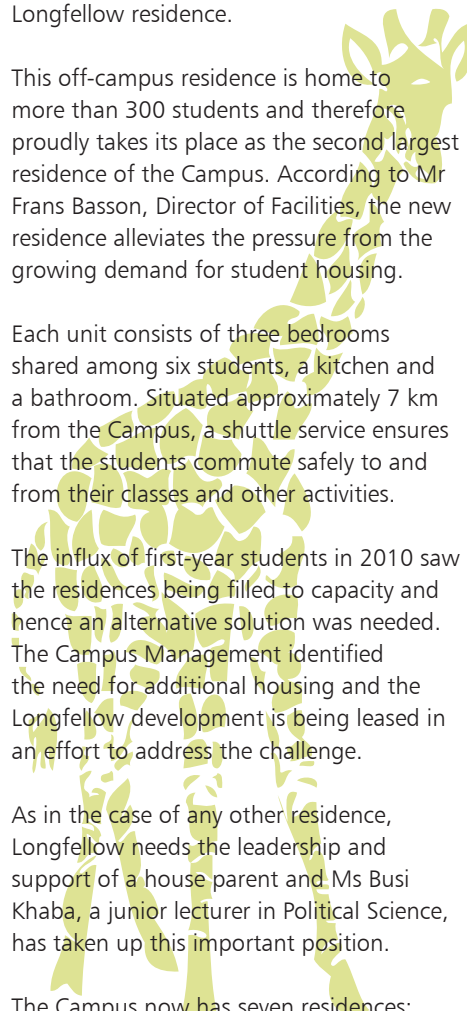 Longfellow residence.
This off-campus residence is home to
more than 300 students and therefore
proudly takes its place as the second largest
residence of the Campus. According to Mr
Frans Basson, Director of Facilities, the new
residence alleviates the pressure from the
growing demand for student housing.
Each unit consists of three bedrooms
shared among six students, a kitchen and
a bathroom. Situated approximately 7 km
from the Campus, a shuttle service ensures
that the students commute safely to and
from their classes and other activities.
The influx of first-year students in 2010 saw
the residences being filled to capacity and
hence an alternative solution was needed.
The Campus Management identified
the need for additional housing and the
Longfellow development is being leased in
an effort to address the challenge.
As in the case of any other residence,
Longfellow needs the leadership and
support of a house parent and Ms Busi
Khaba, a junior lecturer in Political Science,
has taken up this important position.
The Campus now has seven residences: